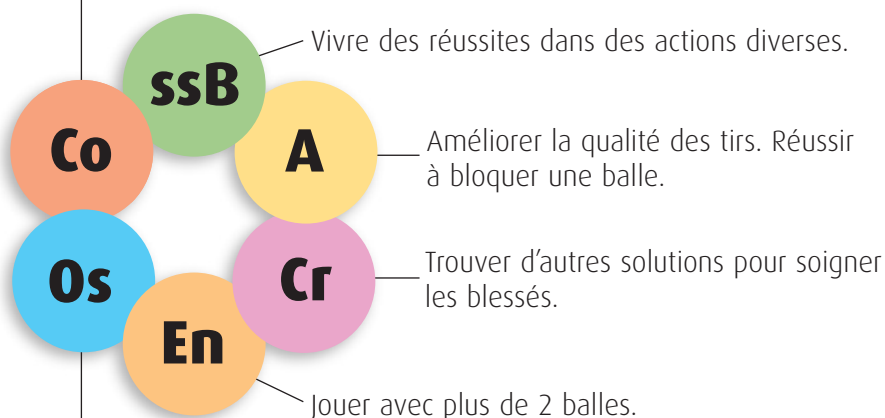 ssB
Vivre des réussites dans des actions diverses.
Co
A
Améliorer la qualité des tirs. Réussir
à bloquer une balle.
Os
Cr
Trouver d’autres solutions pour soigner
les blessés.
En
Jouer avec plus de 2 balles.